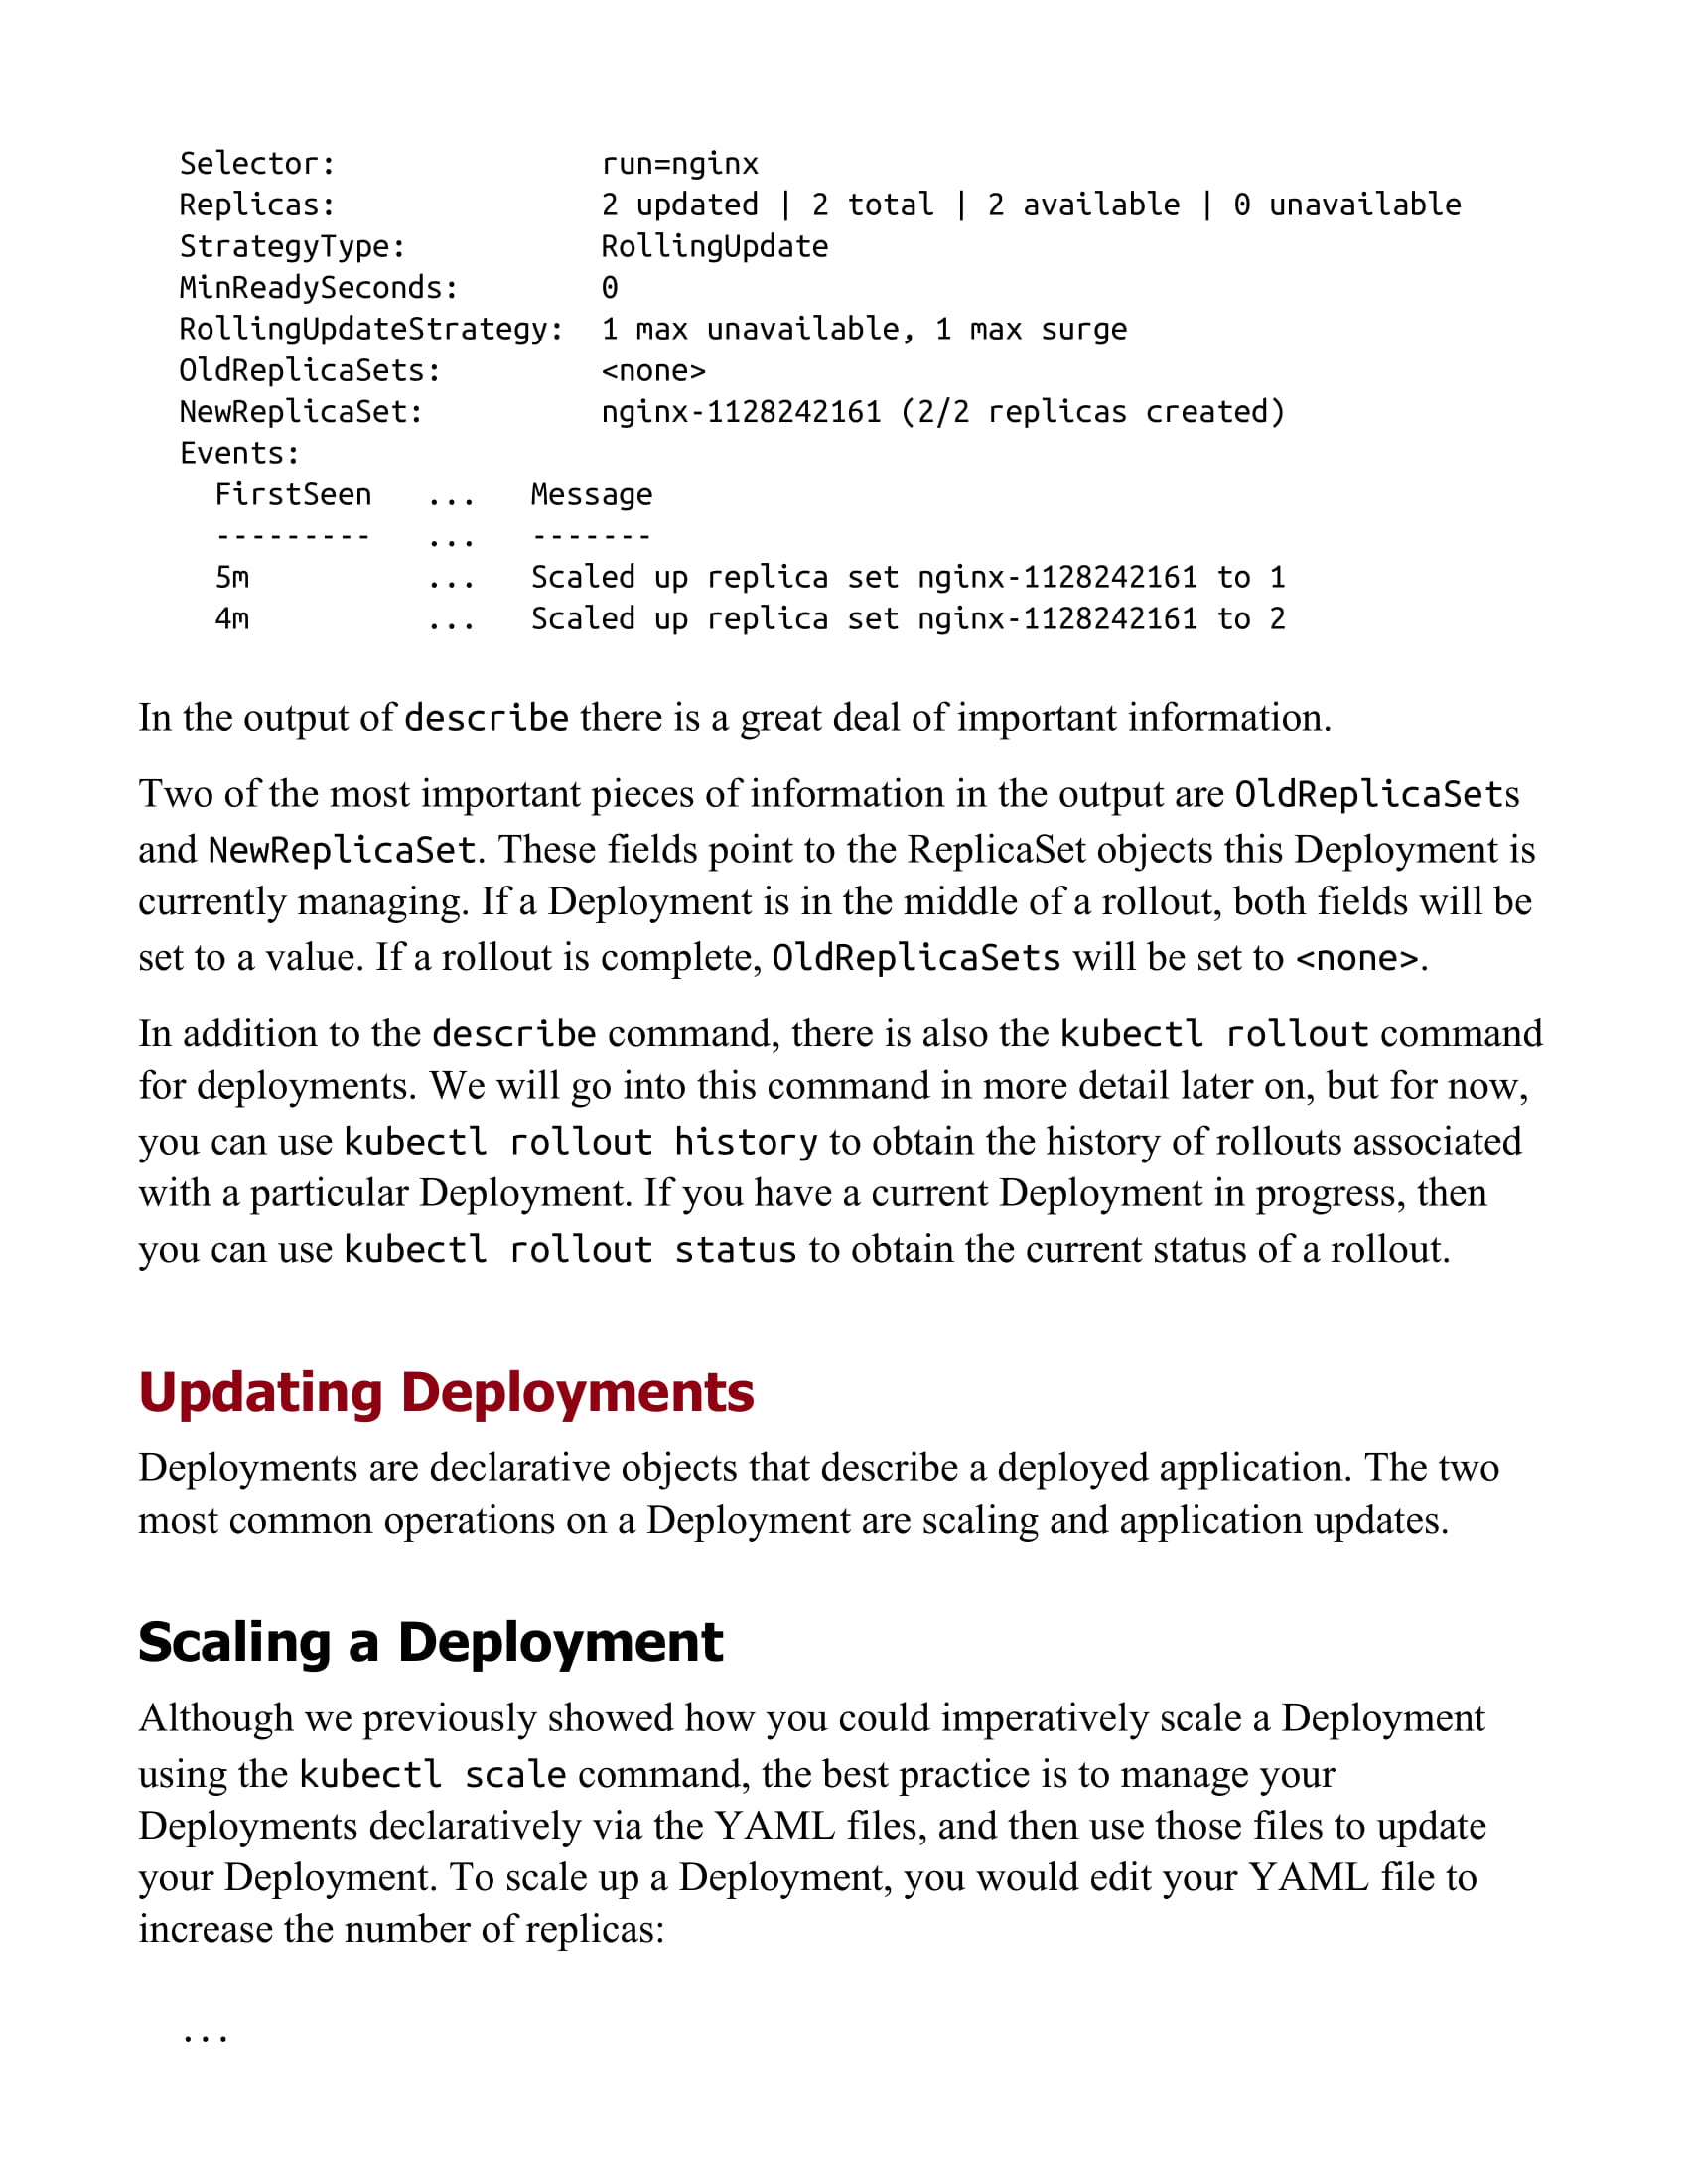 Selector:               run=nginx
Replicas:               2 updated | 2 total | 2 available | 0 unavailable
StrategyType:           RollingUpdate
MinReadySeconds:        0
RollingUpdateStrategy:  1 max unavailable, 1 max surge
OldReplicaSets:         <none>
NewReplicaSet:          nginx-1128242161 (2/2 replicas created)
Events:
  FirstSeen   ...   Message
  ---------   ...   -------
  5m          ...   Scaled up replica set nginx-1128242161 to 1
  4m          ...   Scaled up replica set nginx-1128242161 to 2
In the output of describe there is a great deal of important information.
Two of the most important pieces of information in the output are OldReplicaSets
and NewReplicaSet. These fields point to the ReplicaSet objects this Deployment is
currently managing. If a Deployment is in the middle of a rollout, both fields will be
set to a value. If a rollout is complete, OldReplicaSets will be set to <none>.
In addition to the describe command, there is also the kubectl rollout command
for deployments. We will go into this command in more detail later on, but for now,
you can use kubectl rollout history to obtain the history of rollouts associated
with a particular Deployment. If you have a current Deployment in progress, then
you can use kubectl rollout status to obtain the current status of a rollout.
Updating Deployments
Deployments are declarative objects that describe a deployed application. The two
most common operations on a Deployment are scaling and application updates.
Scaling a Deployment
Although we previously showed how you could imperatively scale a Deployment
using the kubectl scale command, the best practice is to manage your
Deployments declaratively via the YAML files, and then use those files to update
your Deployment. To scale up a Deployment, you would edit your YAML file to
increase the number of replicas:
...